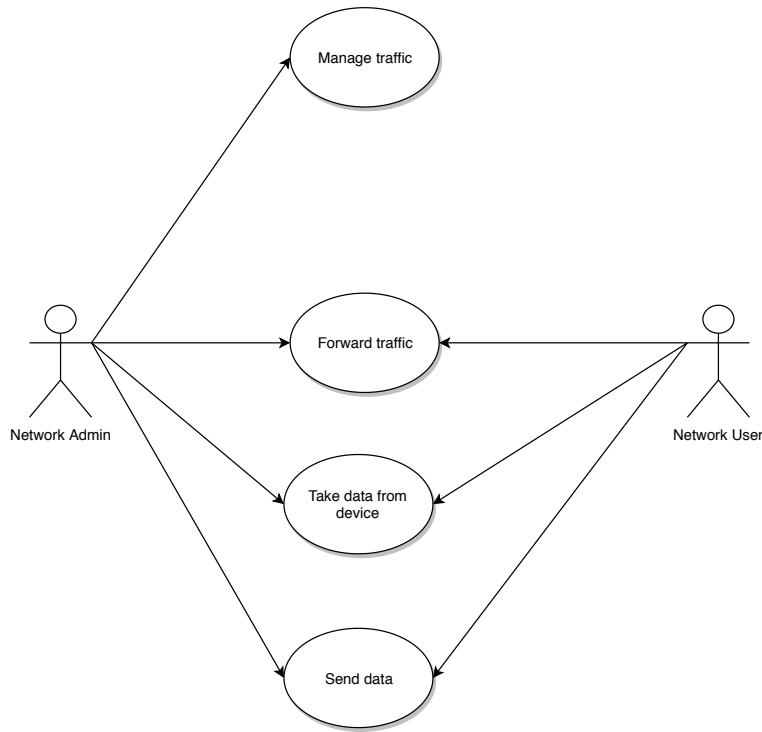 Manage traffic
Forward traffic
Network Admin
Network User
Take data from
device
Send data